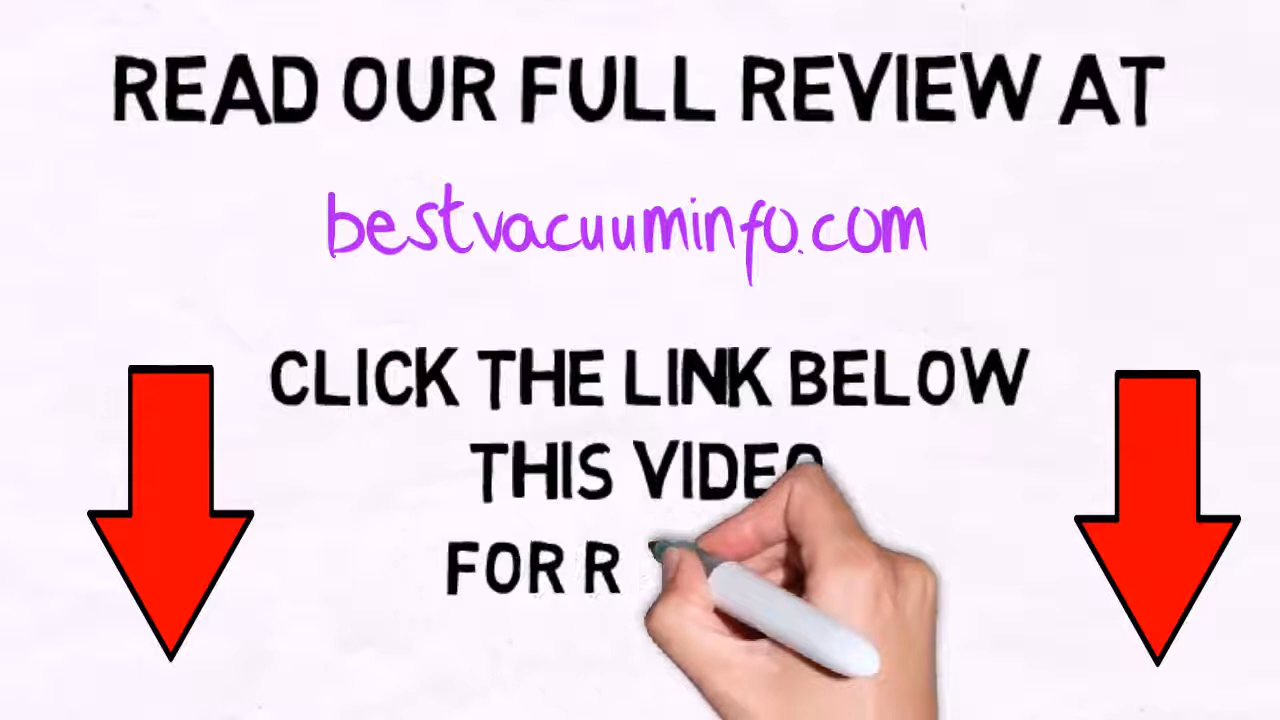 READ OUR FULL REVIEW AT
bestvacuuminfo.com
CLICK THE LINK BELOW
THIS VIDEO
FOR R